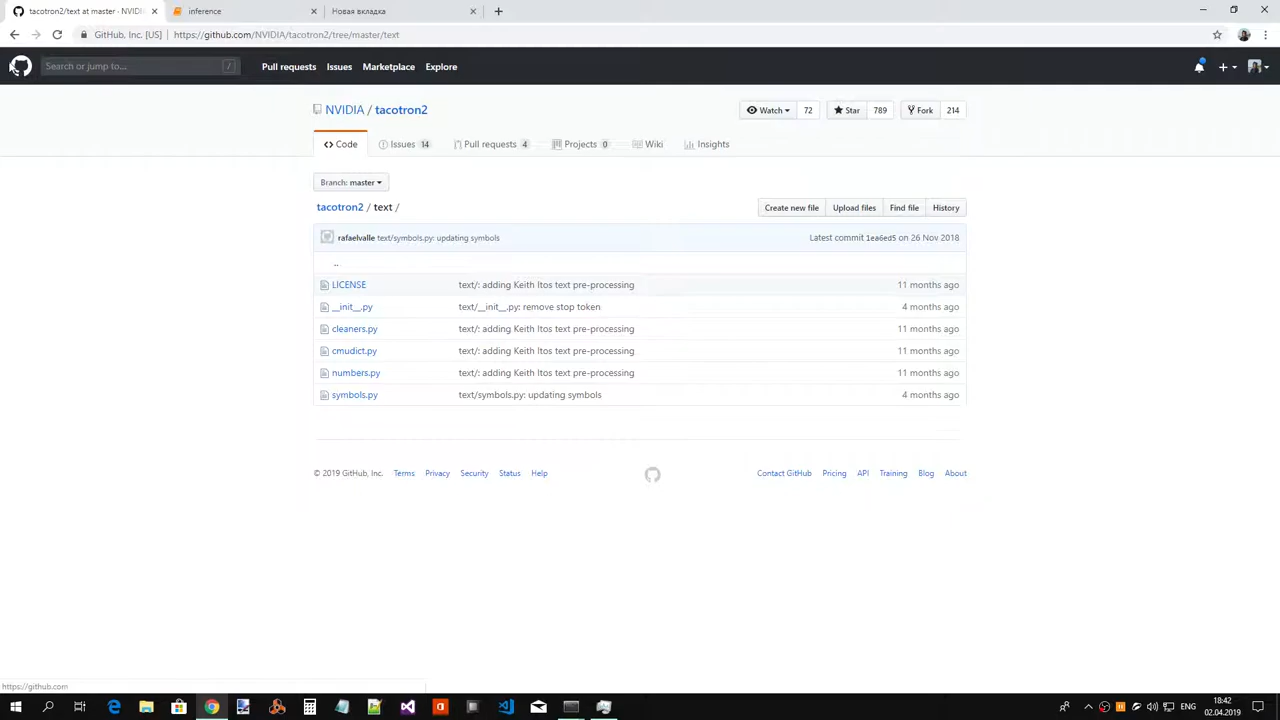 tacotron2/text at master · NVIDI
inference
Новая вкладка
GitHub, Inc. [US] | https://github.com/NVIDIA/tacotron2/tree/master/text
Search or jump to... /
Pull requests Issues Marketplace Explore
NVIDIA / tacotron2
Watch 72 Star 789 Fork 214
Code Issues 14 Pull requests 4 Projects 0 Wiki Insights
Branch: master
tacotron2 / text /
Create new file Upload files Find file History
rafaelvalle text/symbols.py: updating symbols Latest commit 1ea6ed5 on 26 Nov 2018
..
LICENSE text/: adding Keith Itos text pre-processing 11 months ago
__init__.py text/__init__.py: remove stop token 4 months ago
cleaners.py text/: adding Keith Itos text pre-processing 11 months ago
cmudict.py text/: adding Keith Itos text pre-processing 11 months ago
numbers.py text/: adding Keith Itos text pre-processing 11 months ago
symbols.py text/symbols.py: updating symbols 4 months ago
© 2019 GitHub, Inc. Terms Privacy Security Status Help Contact GitHub Pricing API Training Blog About
https://github.com
ENG
18:42
02.04.2019